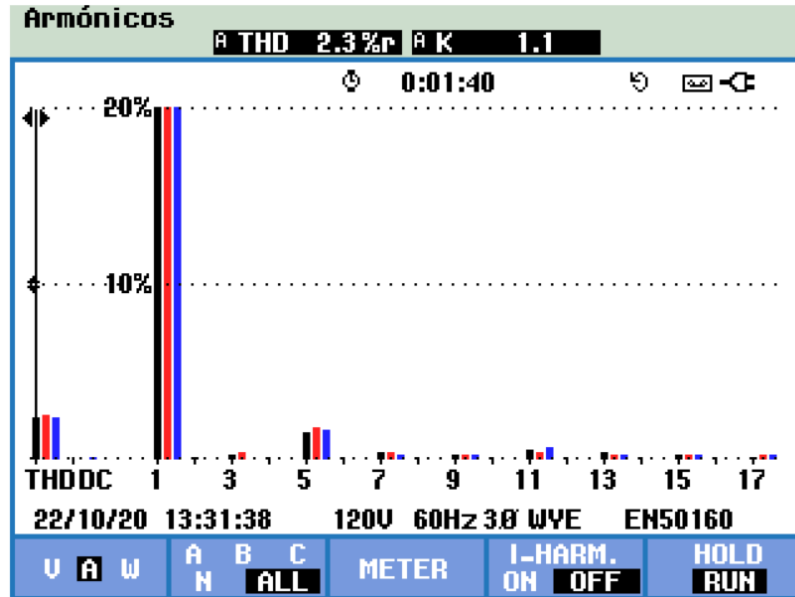 Armónicos
A THD 2.3%r A K 1.1
0:01:40
20%
10%
THD DC 1 3 5 7 9 11 13 15 17
22/10/20 13:31:38 120V 60Hz 3Ø WYE EN50160
V A W
A B C
N ALL
METER
I-HARM.
ON OFF
HOLD
RUN